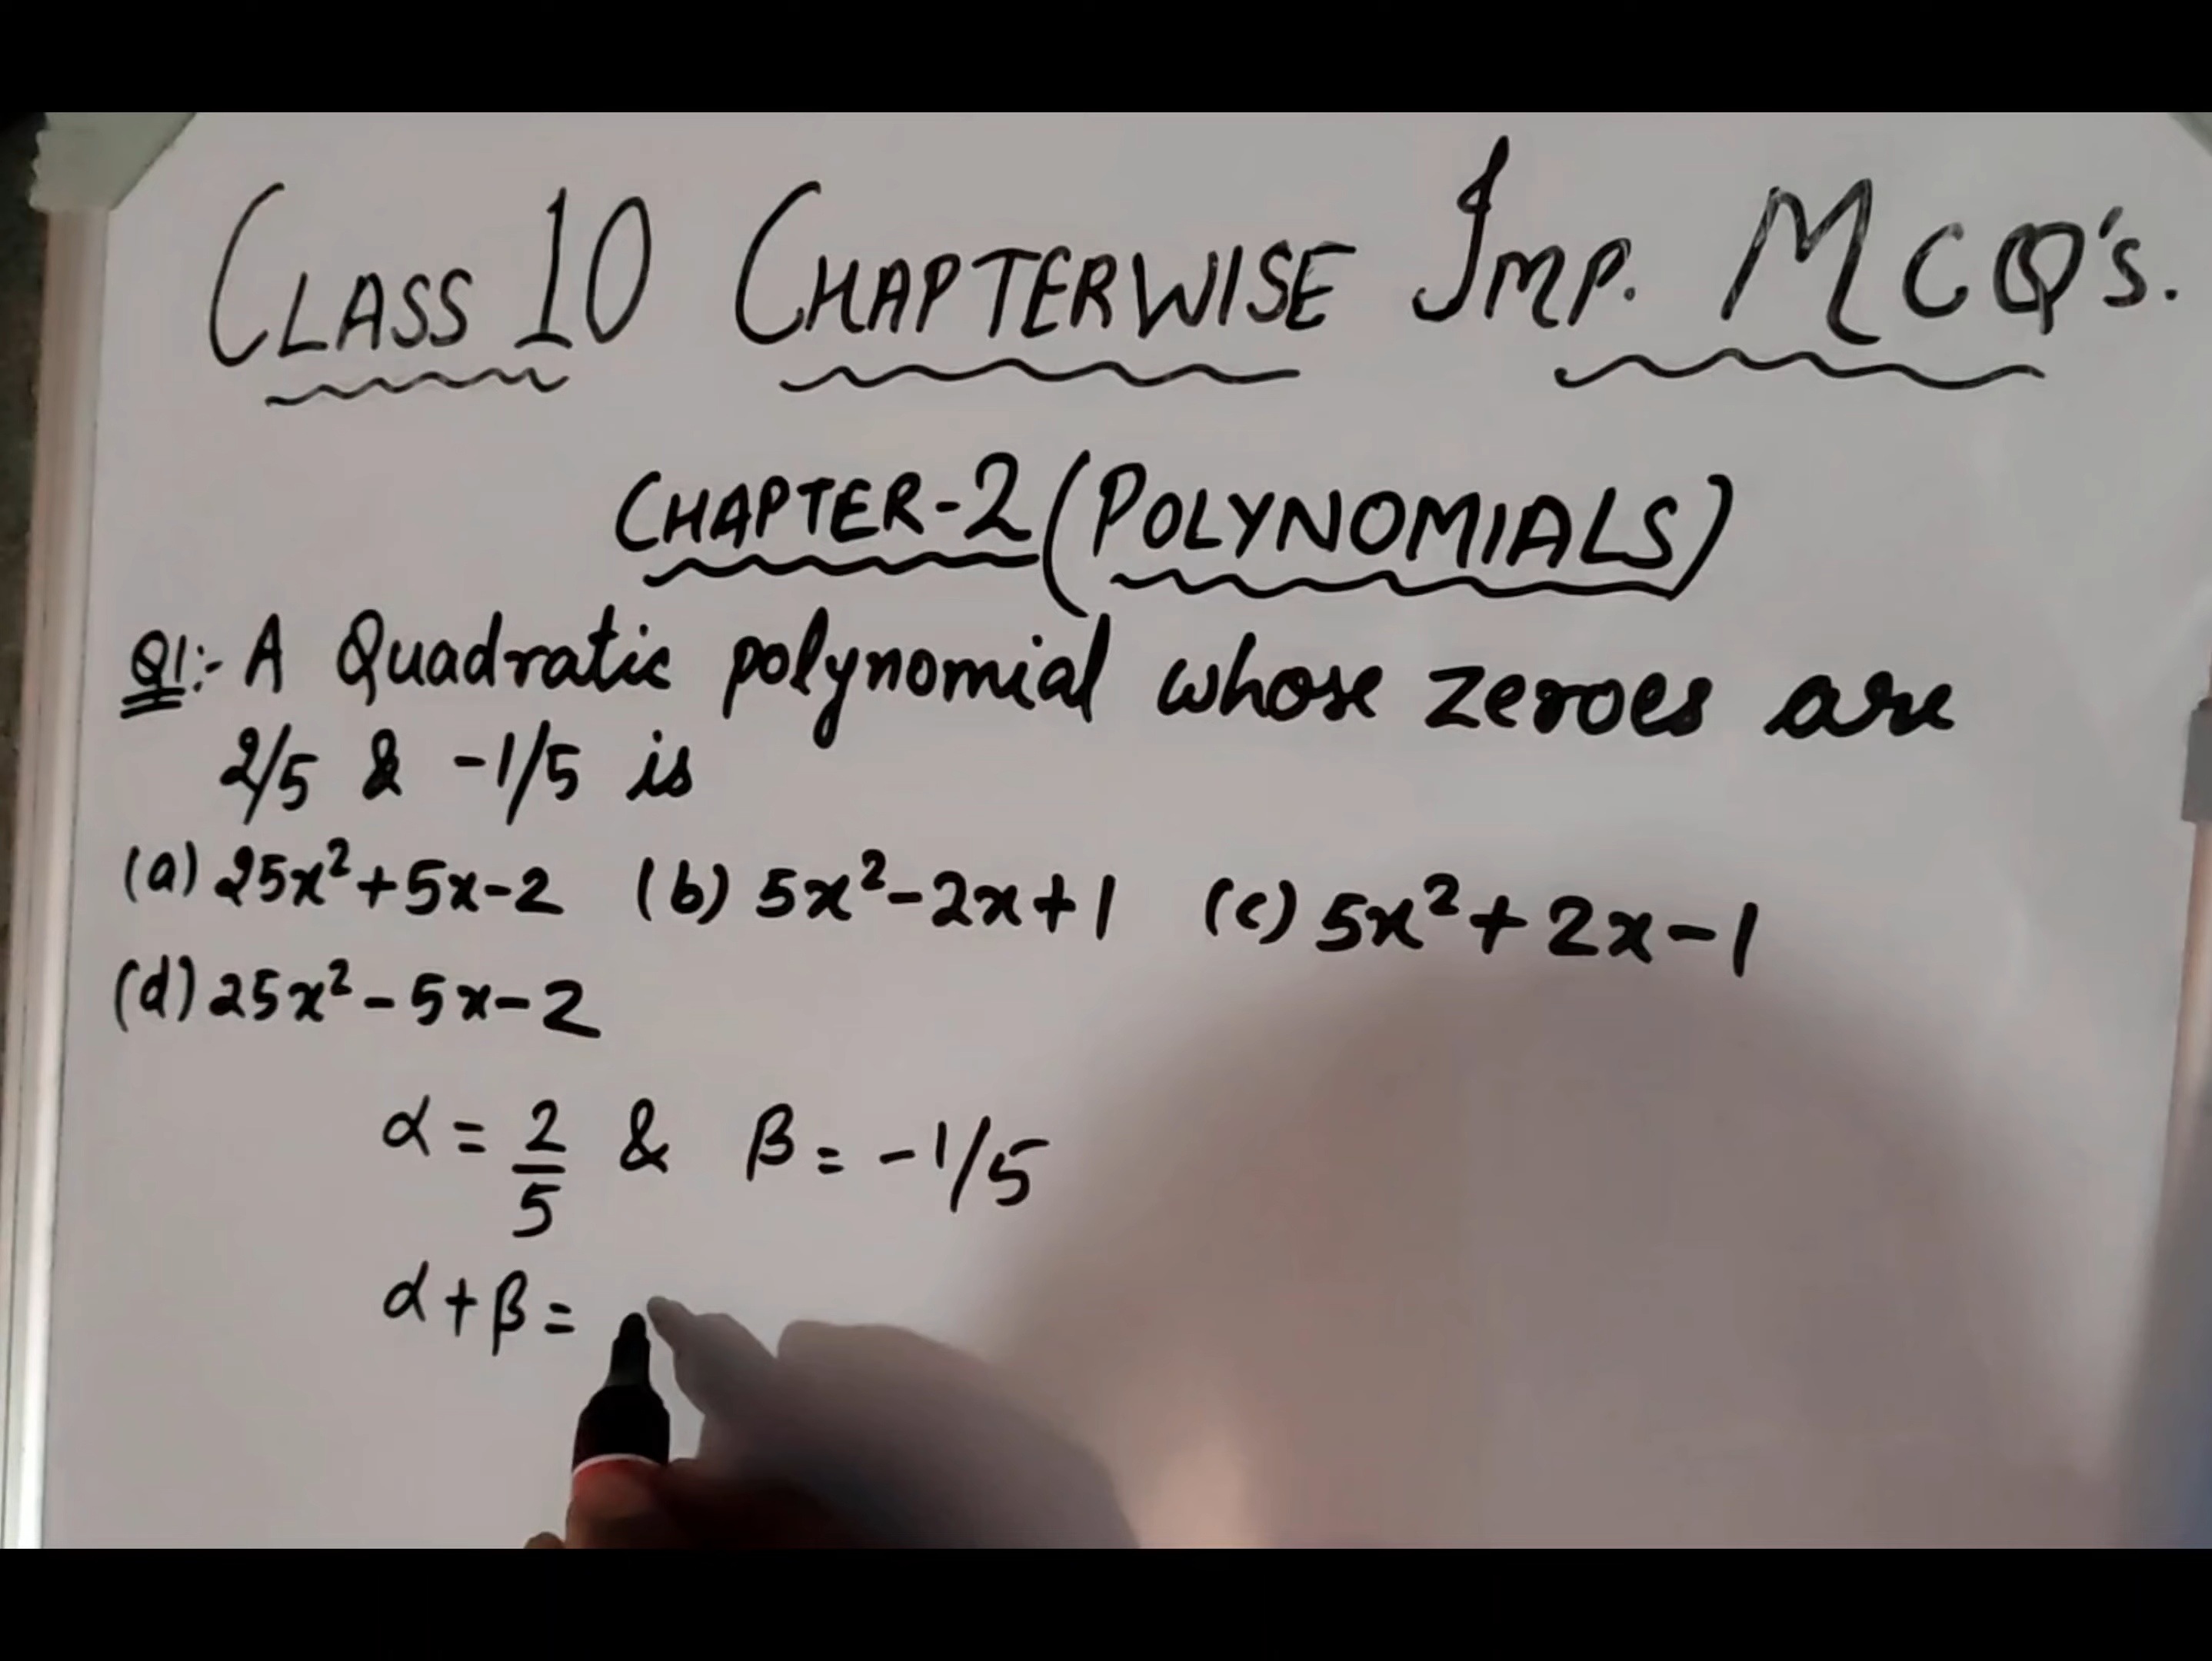 CLASS 10 CHAPTERWISE IMP. MCQ's.
CHAPTER-2 (POLYNOMIALS)
Q1:- A Quadratic polynomial whose zeroes are
2/5 & -1/5 is
(a) 25x²+5x-2 (b) 5x²-2x+1 (c) 5x²+2x-1
(d) 25x²-5x-2
α = 2/5 & β = -1/5
α+β =